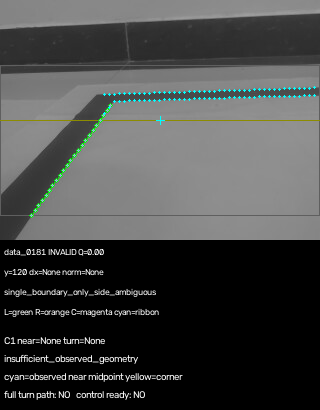 data_0181 INVALID Q=0.00
y=120 dx=None norm=None
single_boundary_only_side_ambiguous
L=green R=orange C=magenta cyan=ribbon
C1 near=None turn=None
insufficient_observed_geometry
cyan=observed near midpoint yellow=corner
full turn path: NO control ready: NO